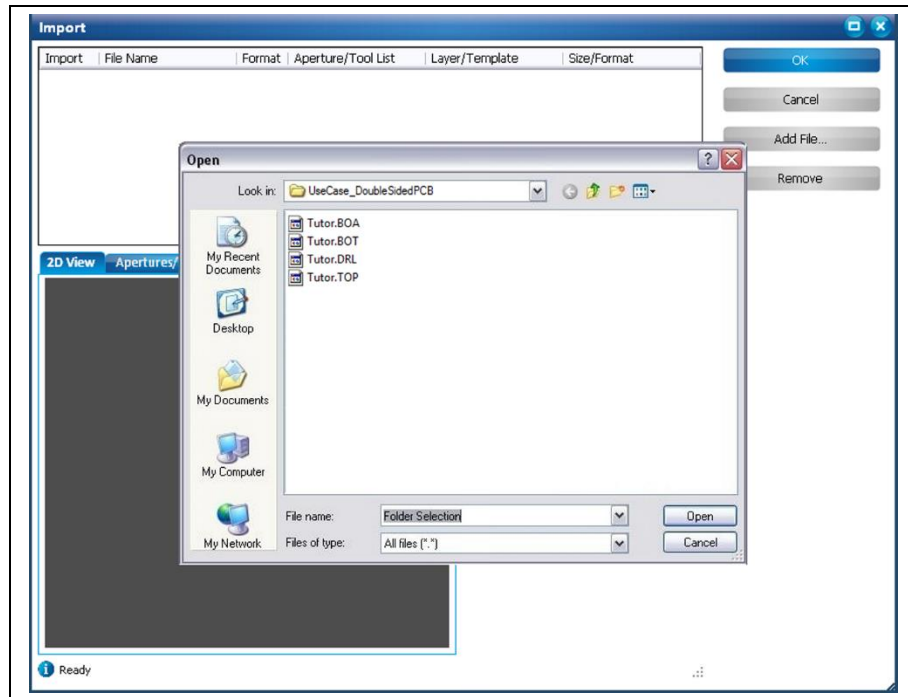 Import
Import File Name Format Aperture/Tool List Layer/Template Size/Format
OK
Cancel
Add File...
Remove
Open
Look in: UseCase_DoubleSidedPCB
My Recent Documents
Desktop
My Documents
My Computer
My Network
Tutor.BOA
Tutor.BOT
Tutor.DRL
Tutor.TOP
File name: Folder Selection Open
Files of type: All files (*.*) Cancel
2D View Apertures/
Ready